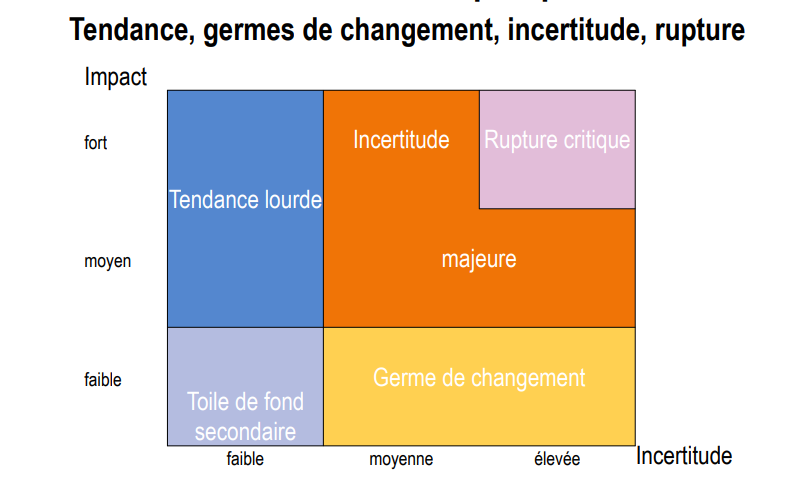 Tendance, germes de changement, incertitude, rupture
Impact
fort
Incertitude
Rupture critique
Tendance lourde
moyen
majeure
faible
Germe de changement
Toile de fond
secondaire
faible
moyenne
élevée
Incertitude